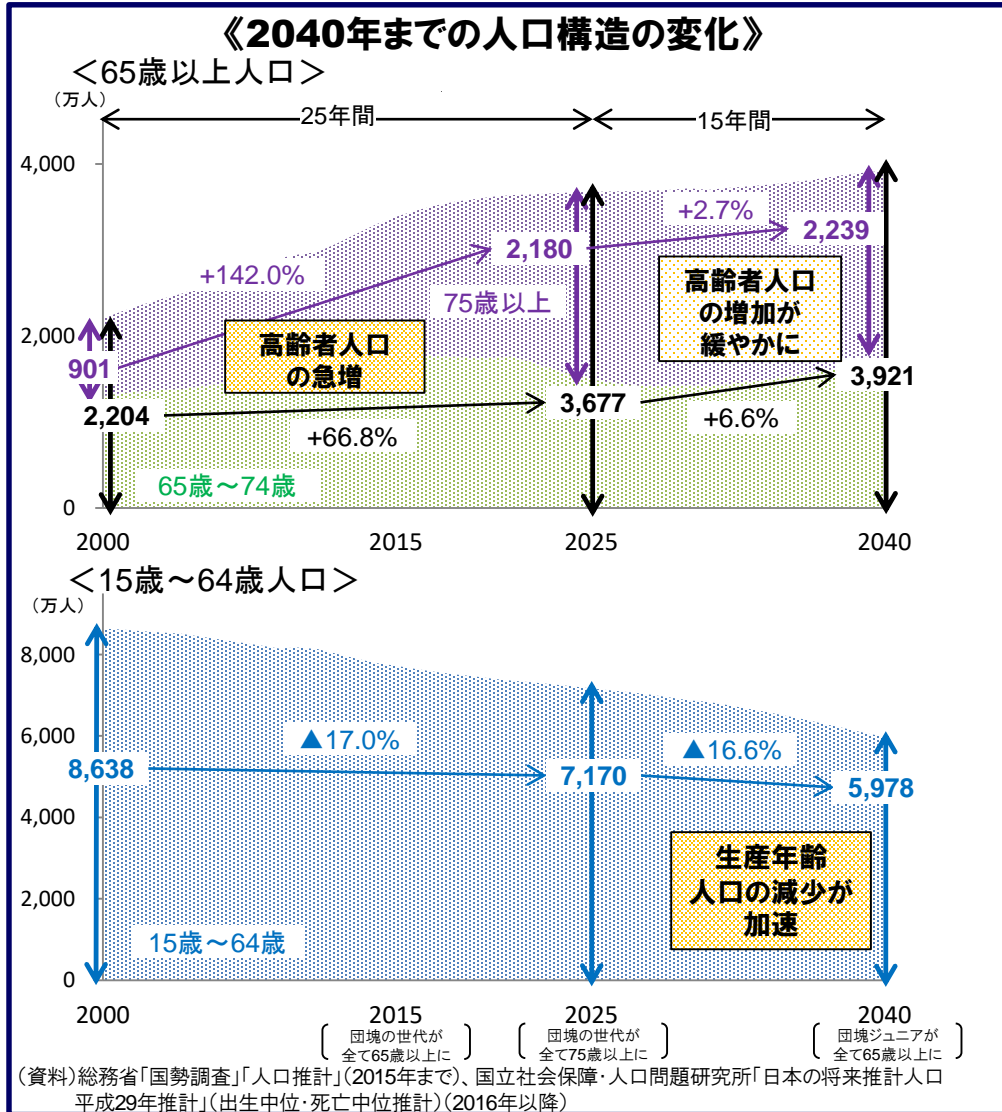 《2040年までの人口構造の変化》
＜65歳以上人口＞
（万人）
25年間
15年間
4,000
+2.7%
2,180
2,239
+142.0%
75歳以上
高齢者人口
の増加が
緩やかに
2,000
高齢者人口
の急増
901
2,204
3,677
3,921
+66.8%
+6.6%
65歳～74歳
0
2000
2015
2025
2040
＜15歳～64歳人口＞
（万人）
8,000
6,000
▲17.0%
▲16.6%
8,638
7,170
5,978
4,000
生産年齢
人口の減少が
加速
2,000
15歳～64歳
0
2000
2015
2025
2040
団塊の世代が
全て65歳以上に
団塊の世代が
全て75歳以上に
団塊ジュニアが
全て65歳以上に
（資料）総務省「国勢調査」「人口推計」（2015年まで）、国立社会保障・人口問題研究所「日本の将来推計人口
平成29年推計」（出生中位・死亡中位推計）（2016年以降）